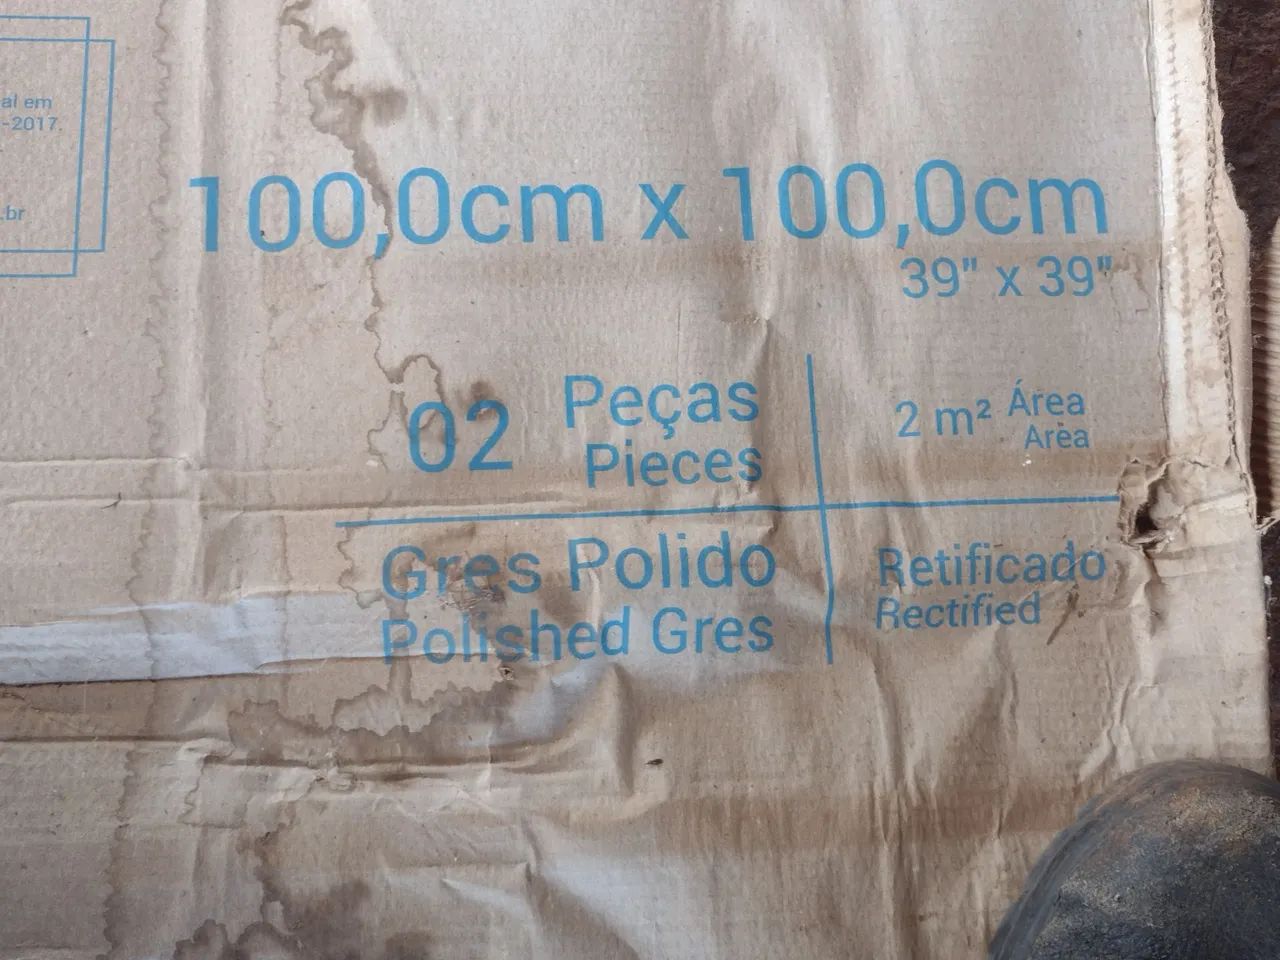 al em
-2017.
.br
100,0cm x 100,0cm
39" x 39"
02 Peças
Pieces
2 m² Área
Area
Gres Polido
Polished Gres
Retificado
Rectified